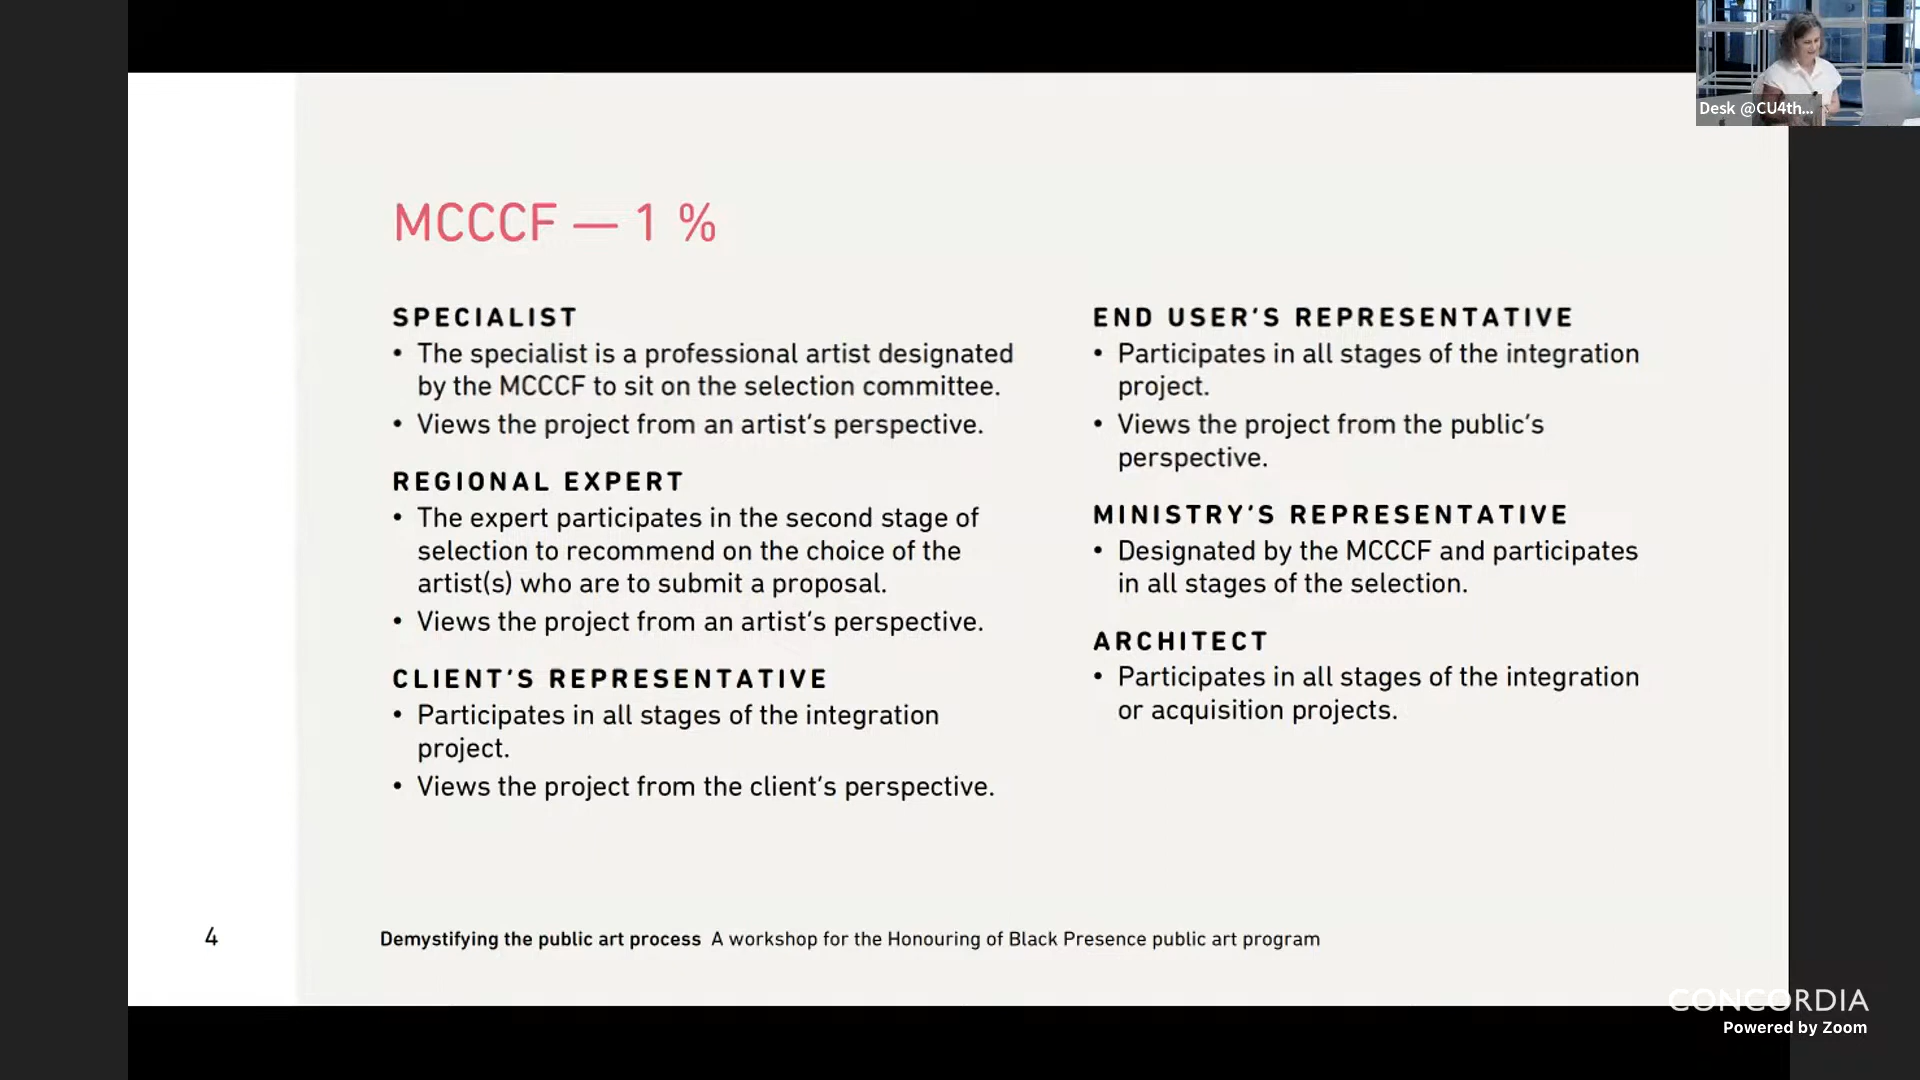 Desk @CU4th...
MCCCF — 1 %
SPECIALIST
• The specialist is a professional artist designated
by the MCCCF to sit on the selection committee.
• Views the project from an artist's perspective.
REGIONAL EXPERT
• The expert participates in the second stage of
selection to recommend on the choice of the
artist(s) who are to submit a proposal.
• Views the project from an artist's perspective.
CLIENT'S REPRESENTATIVE
• Participates in all stages of the integration
project.
• Views the project from the client's perspective.
END USER'S REPRESENTATIVE
• Participates in all stages of the integration
project.
• Views the project from the public's
perspective.
MINISTRY'S REPRESENTATIVE
• Designated by the MCCCF and participates
in all stages of the selection.
ARCHITECT
• Participates in all stages of the integration
or acquisition projects.
4
Demystifying the public art process A workshop for the Honouring of Black Presence public art program
CONCORDIA
Powered by Zoom